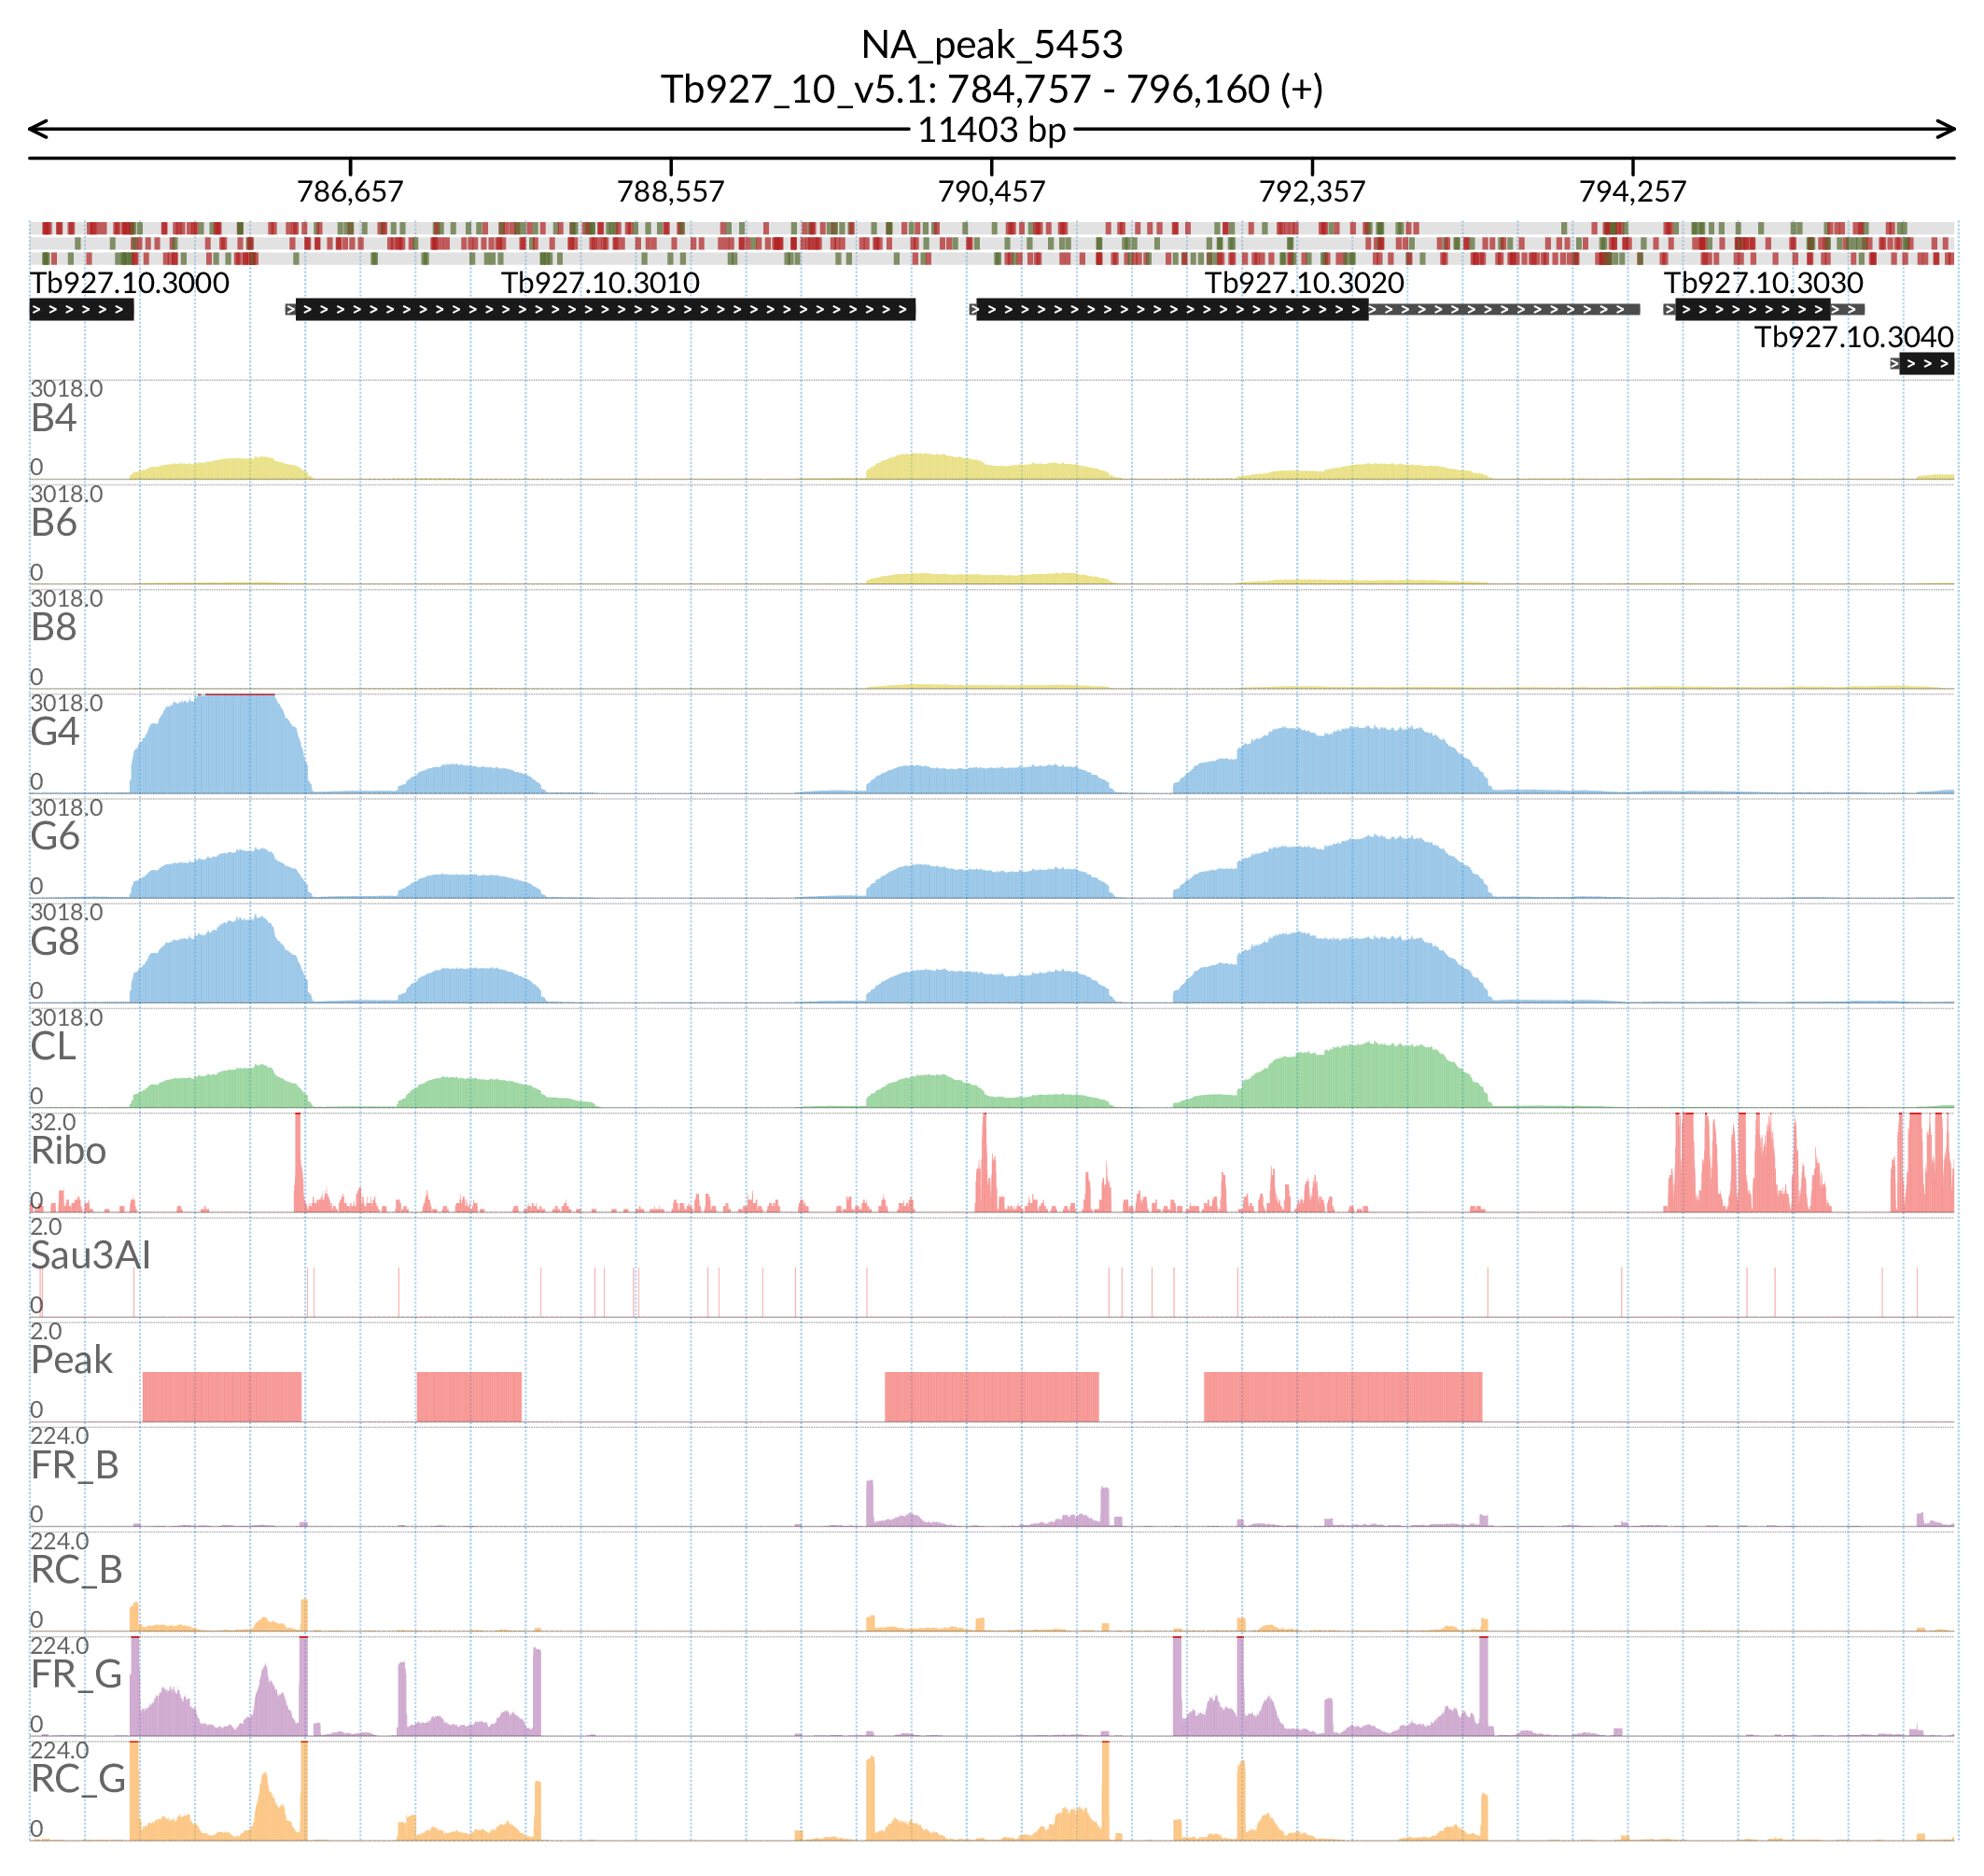 NA_peak_5453
Tb927_10_v5.1: 784,757 - 796,160 (+)
11403 bp
786,657 788,557 790,457 792,357 794,257
Tb927.10.3000 Tb927.10.3010 Tb927.10.3020 Tb927.10.3030
Tb927.10.3040
3018.0
B4
0
3018.0
B6
0
3018.0
B8
0
3018.0
G4
0
3018.0
G6
0
3018.0
G8
0
3018.0
CL
0
32.0
Ribo
0
2.0
Sau3AI
0
2.0
Peak
0
224.0
FR_B
0
224.0
RC_B
0
224.0
FR_G
0
224.0
RC_G
0